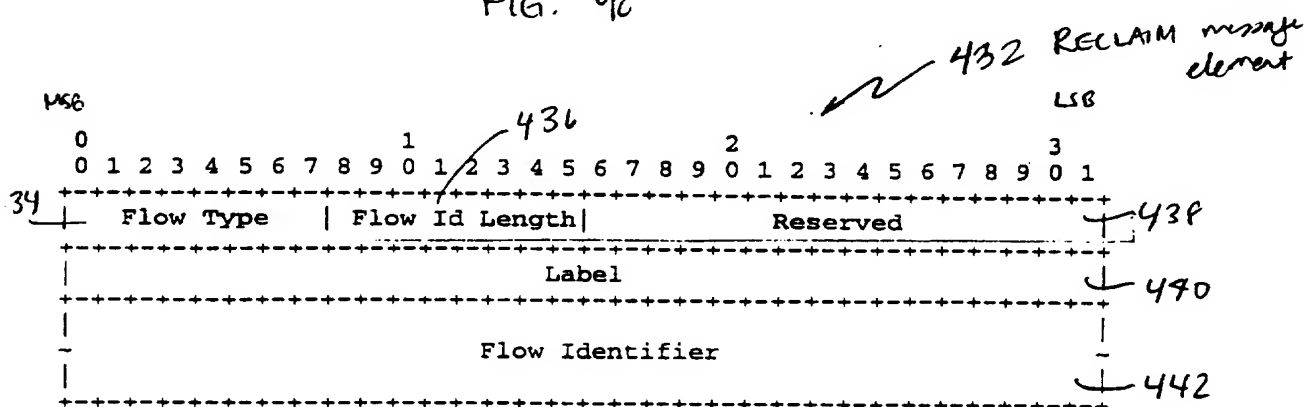 FIG.
432 RECLAIM message element
MSB
LSB
436
0 1 2 3
0 1 2 3 4 5 6 7 8 9 0 1 2 3 4 5 6 7 8 9 0 1 2 3 4 5 6 7 8 9 0 1
34 Flow Type | Flow Id Length| Reserved 438
Label 440
Flow Identifier
442